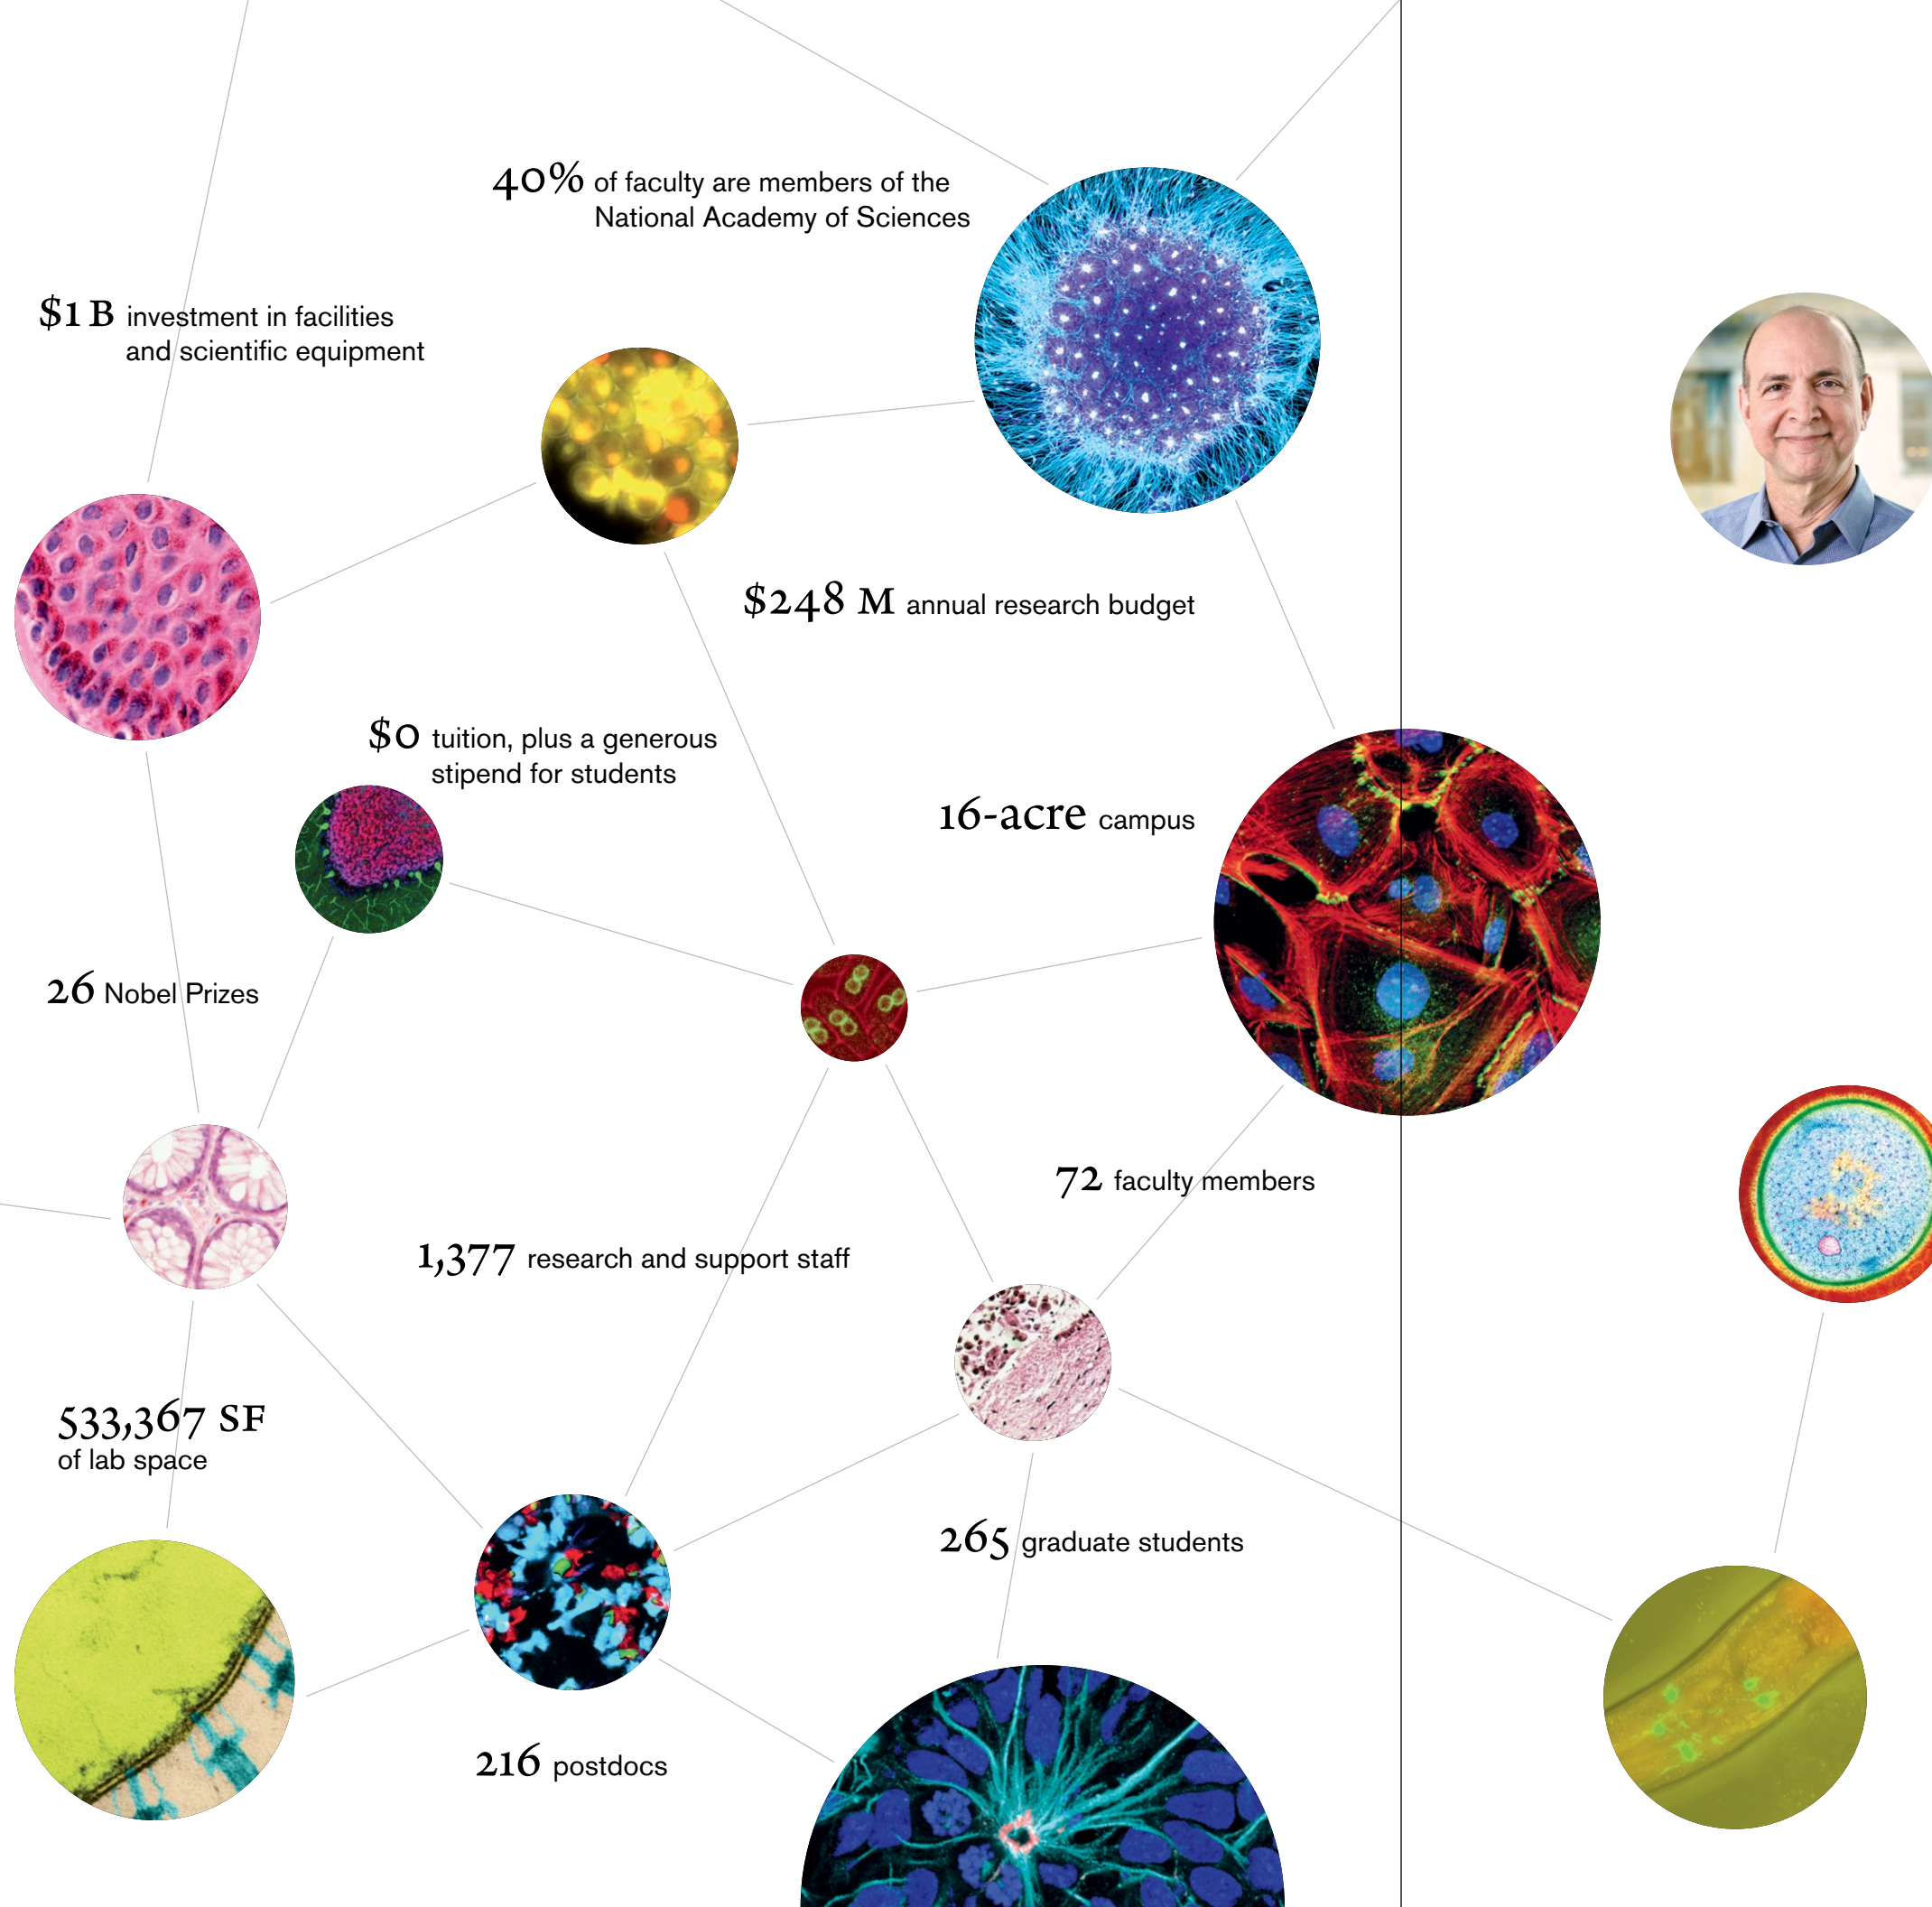 40% of faculty are members of the
National Academy of Sciences
$1 B investment in facilities
and scientific equipment
$248 M annual research budget
$0 tuition, plus a generous
stipend for students
16-acre campus
26 Nobel Prizes
72 faculty members
1,377 research and support staff
533,367 SF
of lab space
265 graduate students
216 postdocs